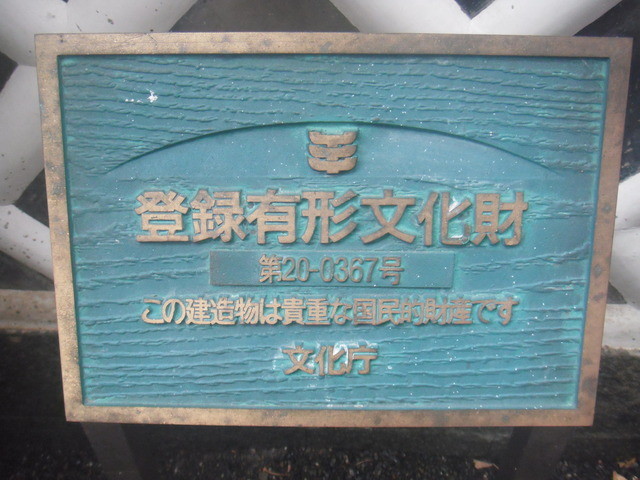 登録有形文化財
第20-0367号
この建造物は貴重な国民的財産です
文化庁